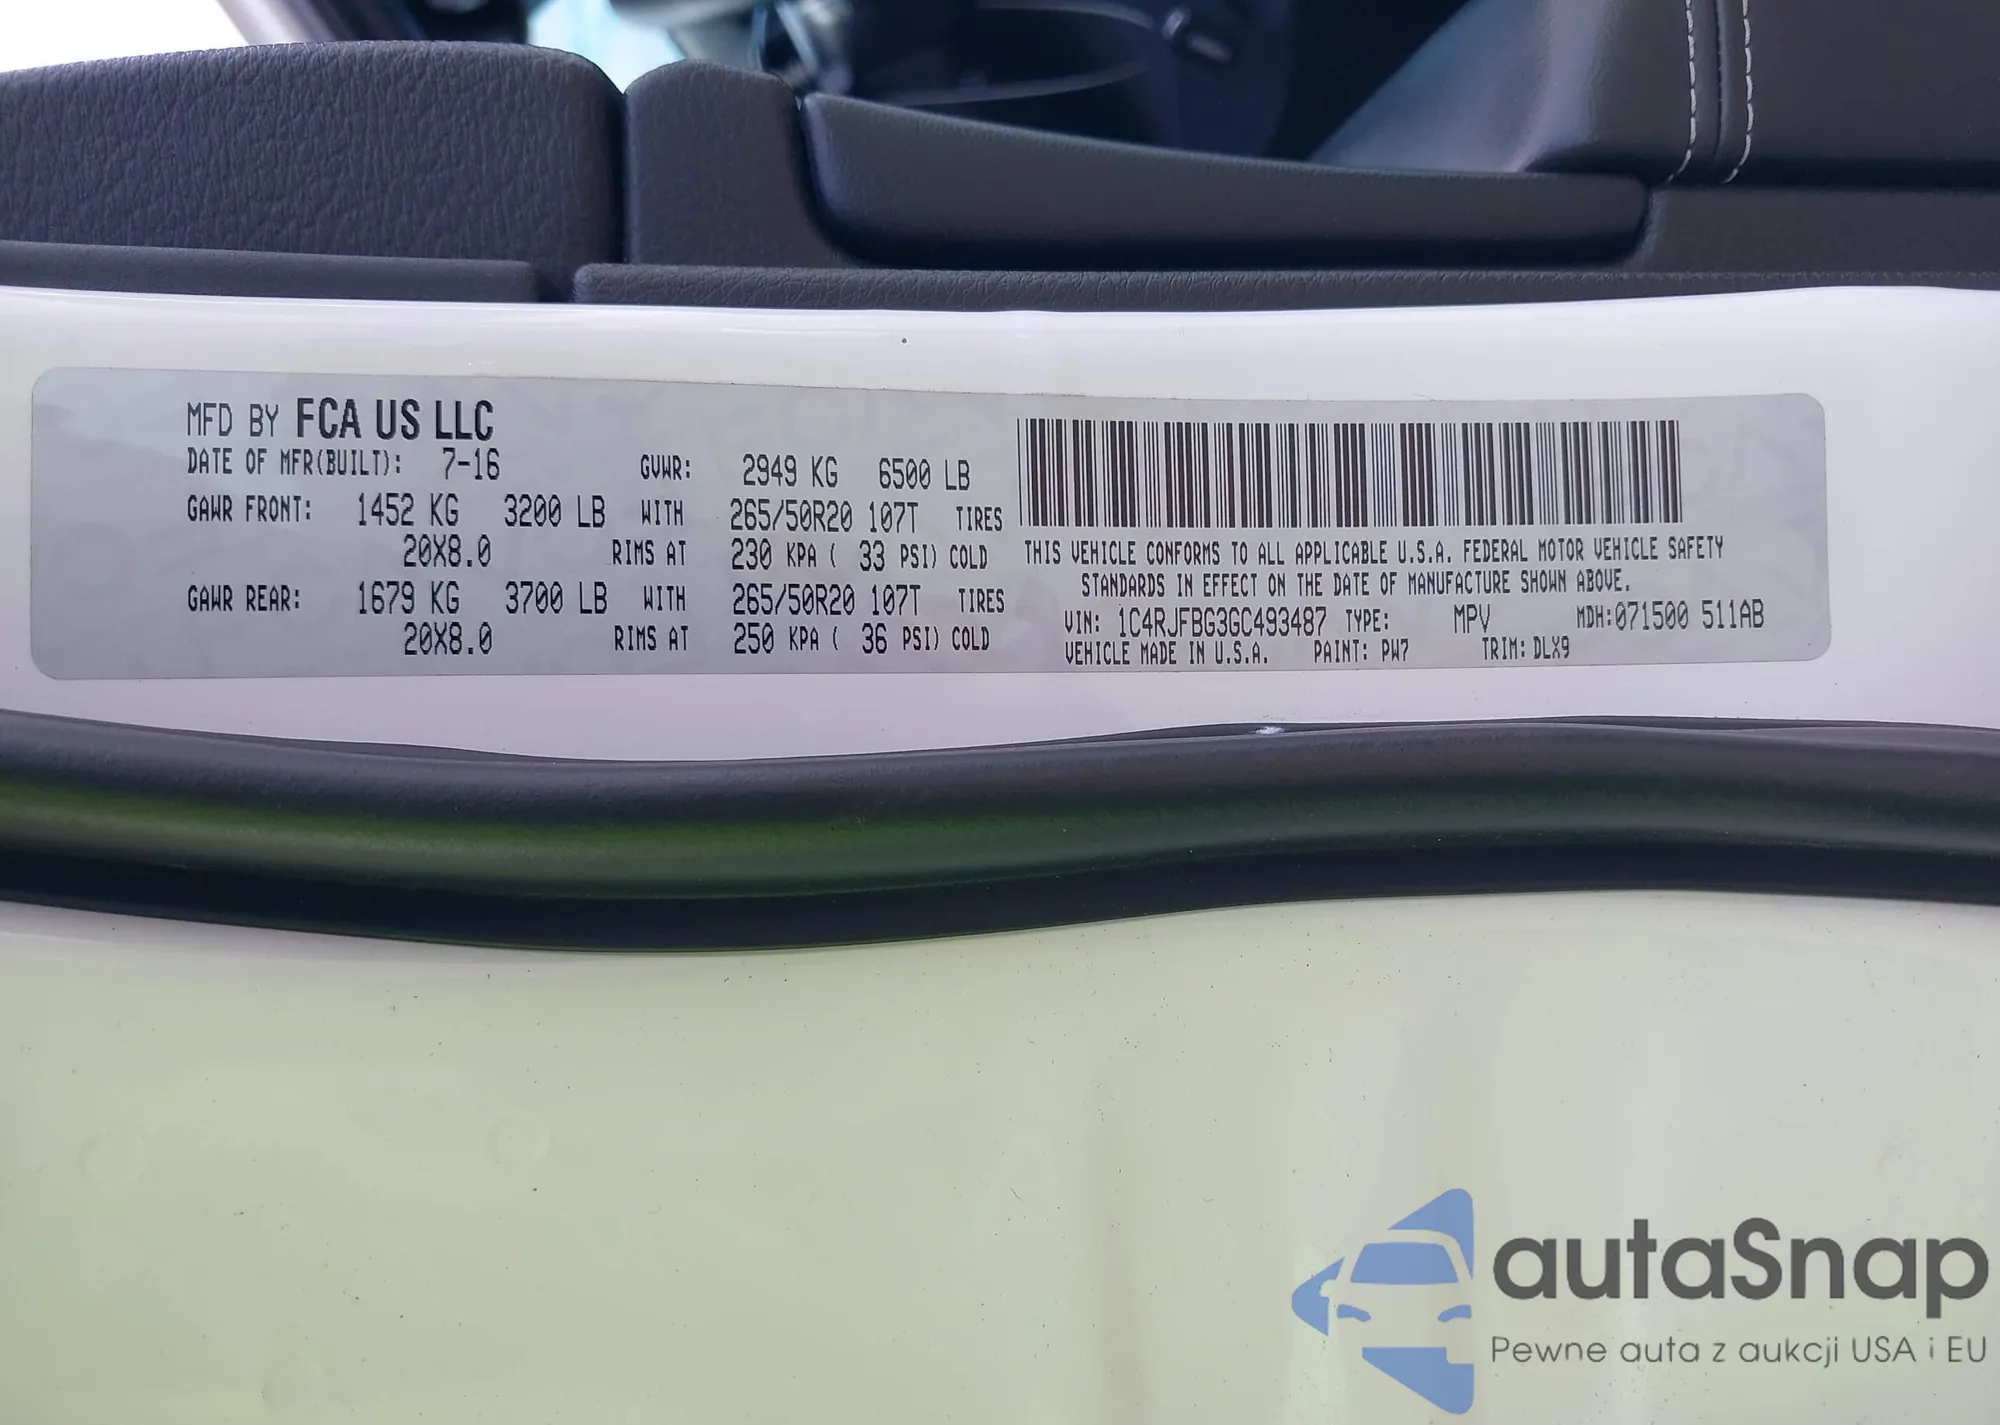 MFD BY FCA US LLC
DATE OF MFR(BUILT): 7-16 GVWR: 2949 KG 6500 LB
GAWR FRONT: 1452 KG 3200 LB WITH 265/50R20 107T TIRES
20X8.0 RIMS AT 230 KPA ( 33 PSI) COLD
GAWR REAR: 1679 KG 3700 LB WITH 265/50R20 107T TIRES
20X8.0 RIMS AT 250 KPA ( 36 PSI) COLD
THIS VEHICLE CONFORMS TO ALL APPLICABLE U.S.A. FEDERAL MOTOR VEHICLE SAFETY
STANDARDS IN EFFECT ON THE DATE OF MANUFACTURE SHOWN ABOVE.
VIN: 1C4RJFBG3GC493487 TYPE: MPV MDH:071500 511AB
VEHICLE MADE IN U.S.A. PAINT: PW7 TRIM: DLX9
autaSnap
Pewne auta z aukcji USA i EU